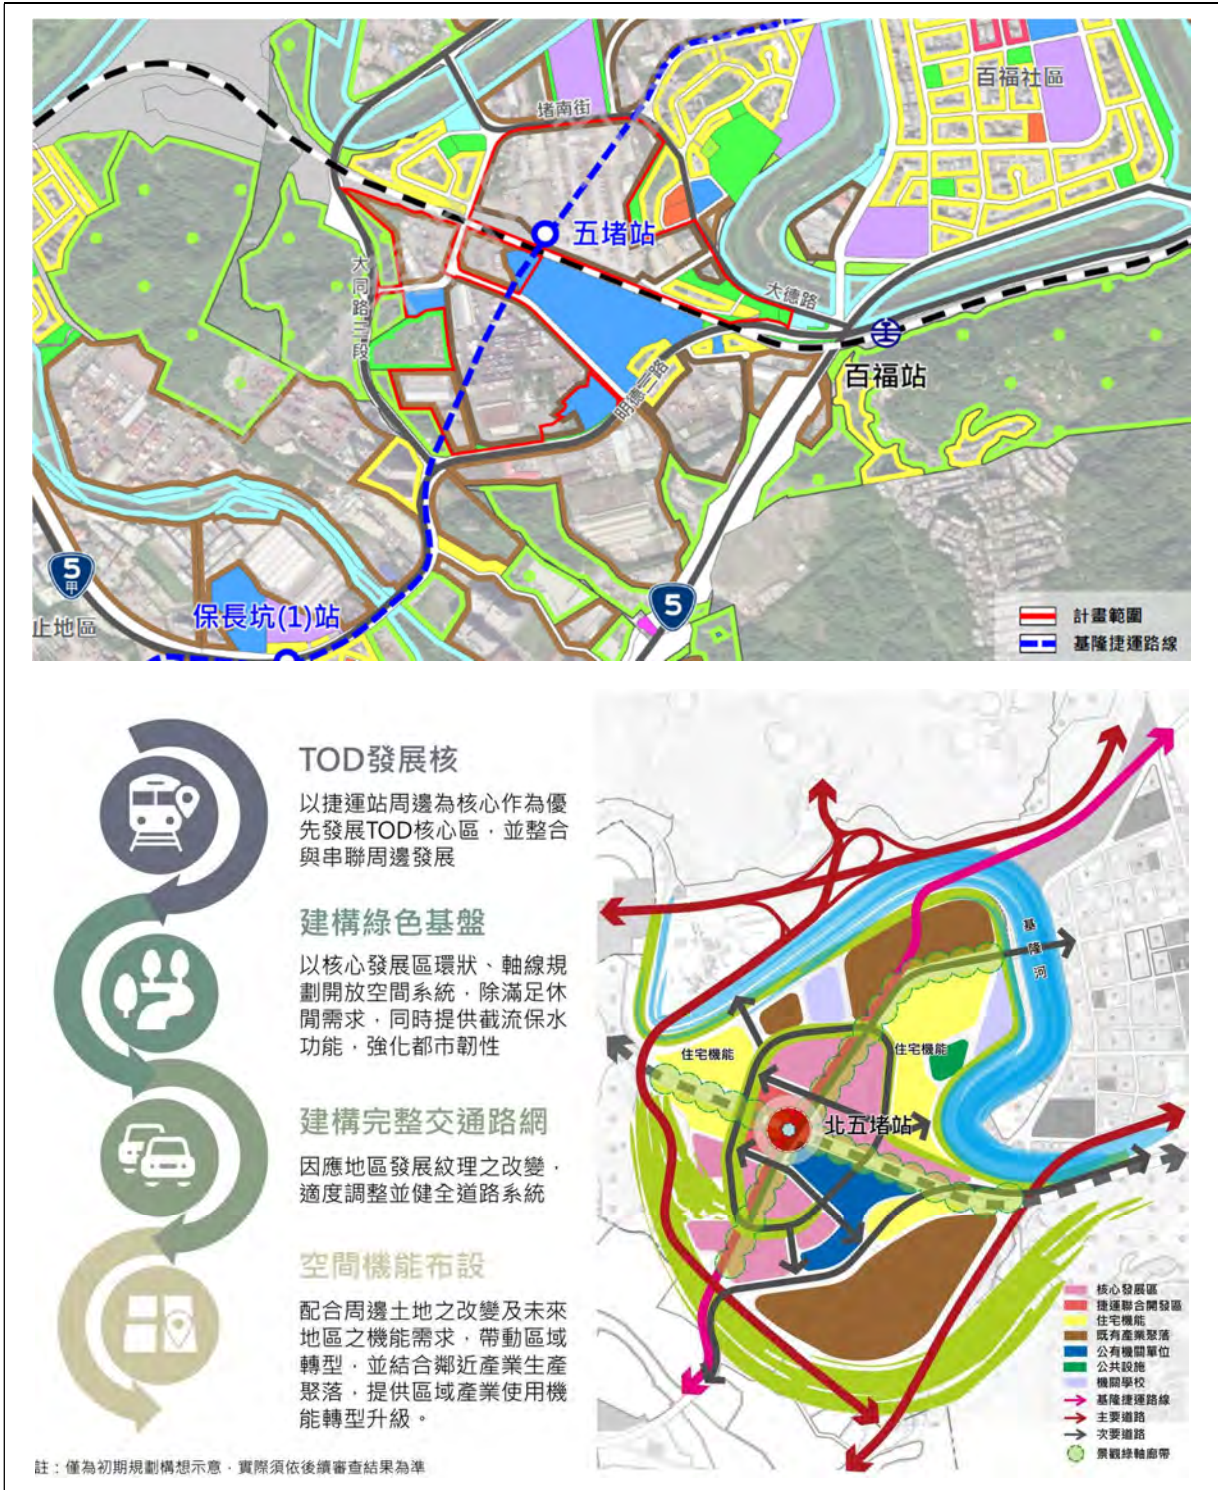 百福社區
堵南街
五堵站
大同路三段
大德路
百福站
明德二路
5甲
保長坑(1)站
止地區
5
計畫範圍
基隆捷運路線
TOD發展核
以捷運站周邊為核心作為優
先發展TOD核心區，並整合
與串聯周邊發展
建構綠色基盤
以核心發展區環狀、軸線規
劃開放空間系統，除滿足休
閒需求，同時提供截流保水
功能，強化都市韌性
建構完整交通路網
因應地區發展紋理之改變，
適度調整並健全道路系統
空間機能布設
配合周邊土地之改變及未來
地區之機能需求，帶動區域
轉型，並結合鄰近產業生產
聚落，提供區域產業使用機
能轉型升級。
基隆河
住宅機能
住宅機能
北五堵站
核心發展區
捷運聯合開發區
住宅機能
既有產業聚落
公有機關單位
公共設施
機關學校
基隆捷運路線
主要道路
次要道路
景觀綠軸廊帶
註：僅為初期規劃構想示意，實際須依後續審查結果為準